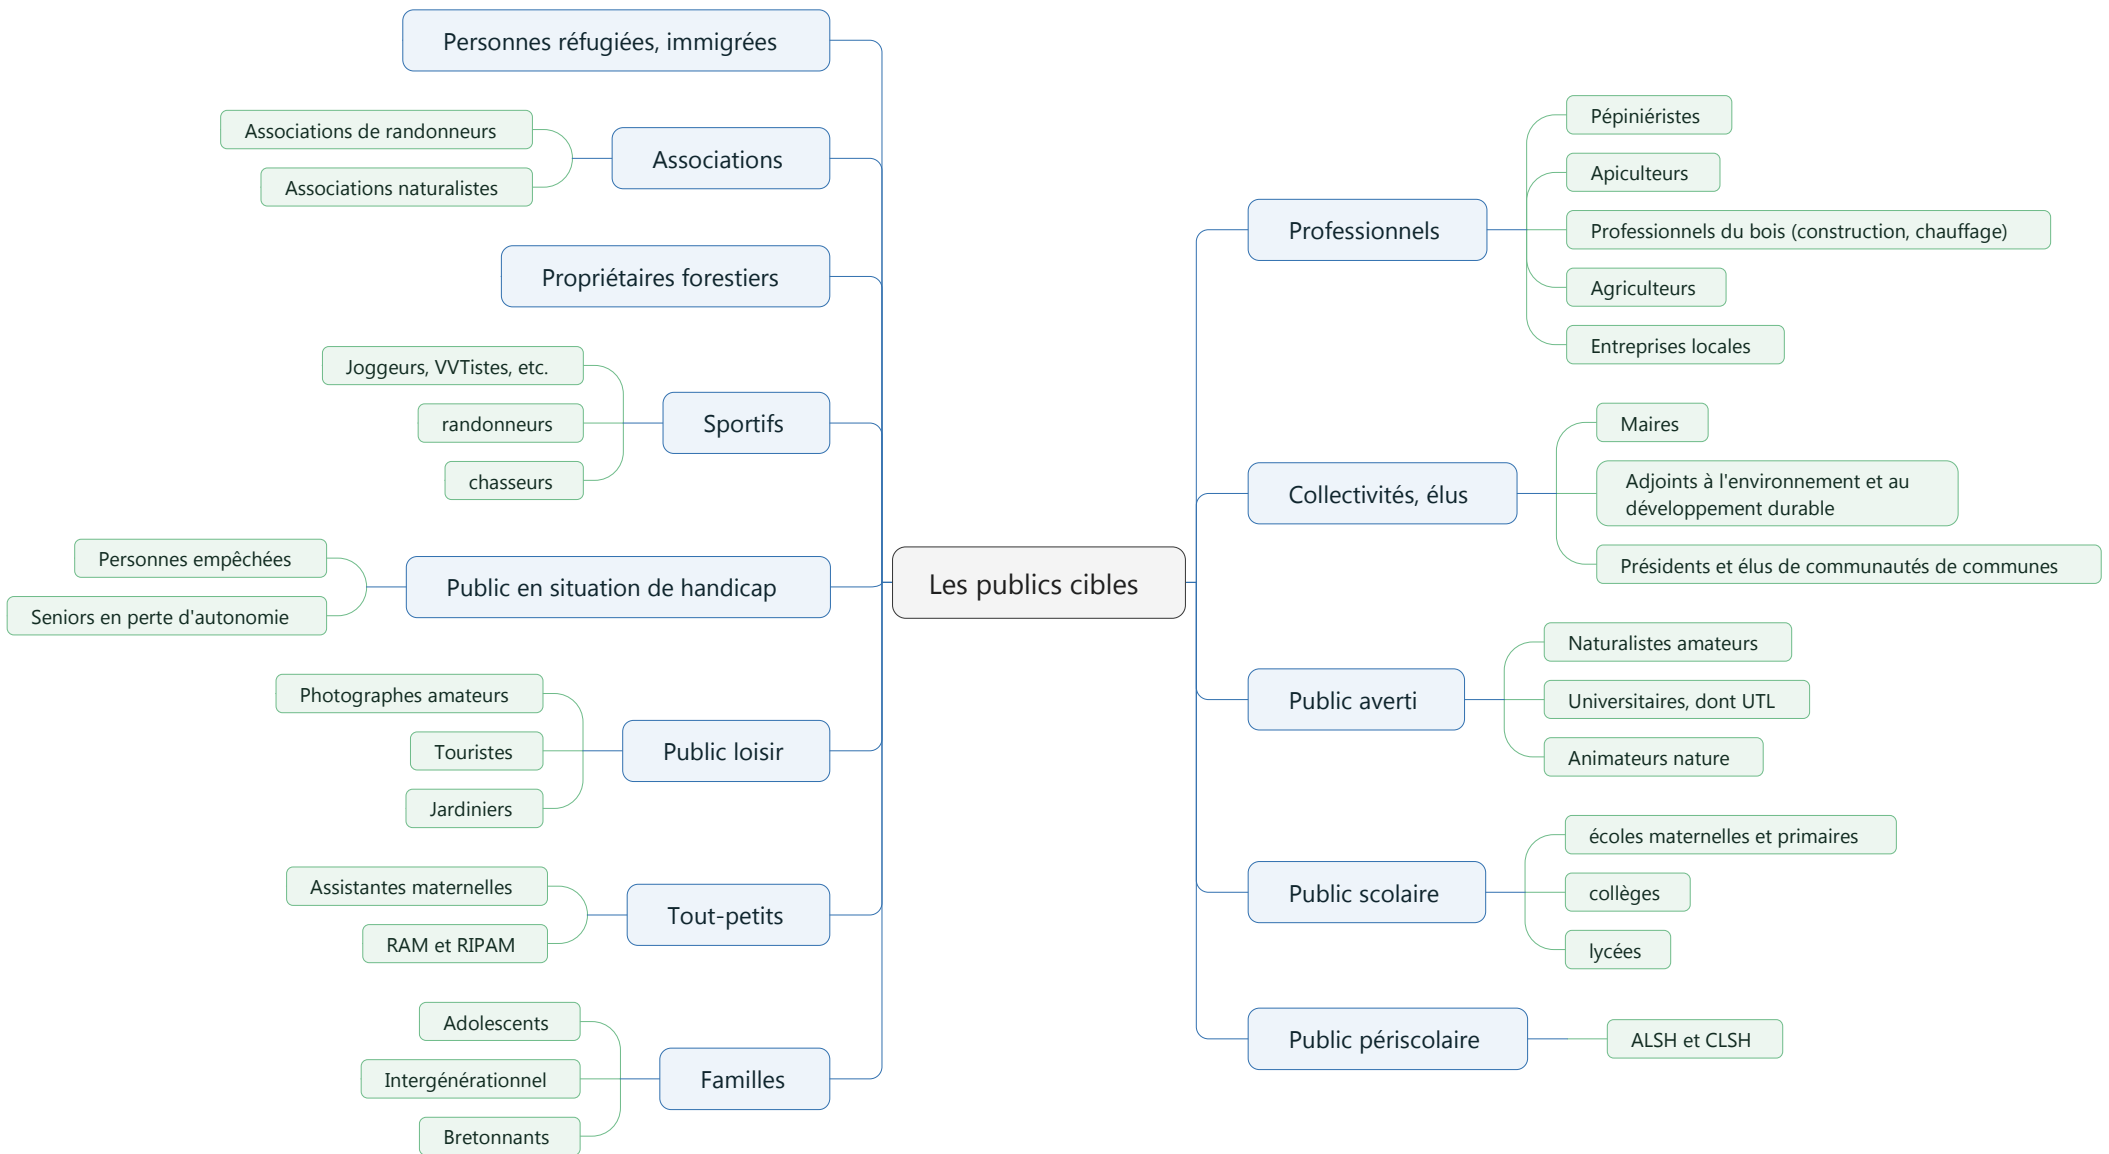 Personnes réfugiées, immigrées
Associations de randonneurs
Associations naturalistes
Associations
Propriétaires forestiers
Joggeurs, VVTistes, etc.
randonneurs
chasseurs
Sportifs
Personnes empêchées
Seniors en perte d'autonomie
Public en situation de handicap
Photographes amateurs
Touristes
Jardiniers
Public loisir
Assistantes maternelles
RAM et RIPAM
Tout-petits
Adolescents
Intergénérationnel
Bretonnants
Familles
Les publics cibles
Professionnels
Pépiniéristes
Apiculteurs
Professionnels du bois (construction, chauffage)
Agriculteurs
Entreprises locales
Collectivités, élus
Maires
Adjoints à l'environnement et au
développement durable
Présidents et élus de communautés de communes
Public averti
Naturalistes amateurs
Universitaires, dont UTL
Animateurs nature
Public scolaire
écoles maternelles et primaires
collèges
lycées
Public périscolaire
ALSH et CLSH